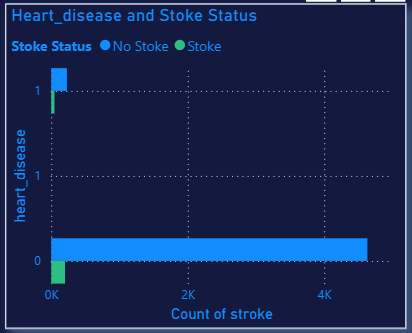 Heart_disease and Stoke Status
Stoke Status No Stoke Stoke
1
1
0
heart_disease
0K 2K 4K
Count of stroke